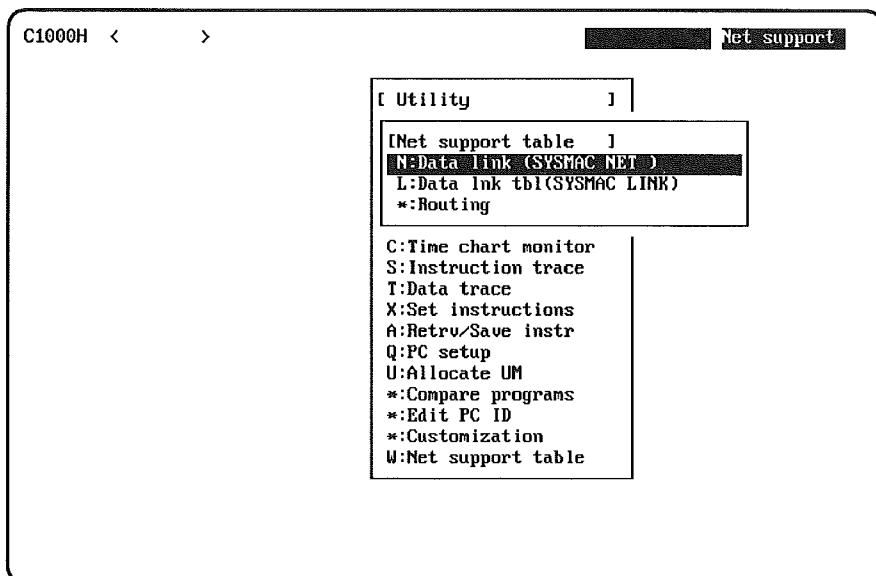 C1000H < > Net support
[ Utility ]
[Net support table ]
N:Data link (SYSMAC NET )
L:Data lnk tbl(SYSMAC LINK)
*:Routing
C:Time chart monitor
S:Instruction trace
T:Data trace
X:Set instructions
A:Retrv/Save instr
Q:PC setup
U:Allocate UM
*:Compare programs
*:Edit PC ID
*:Customization
W:Net support table